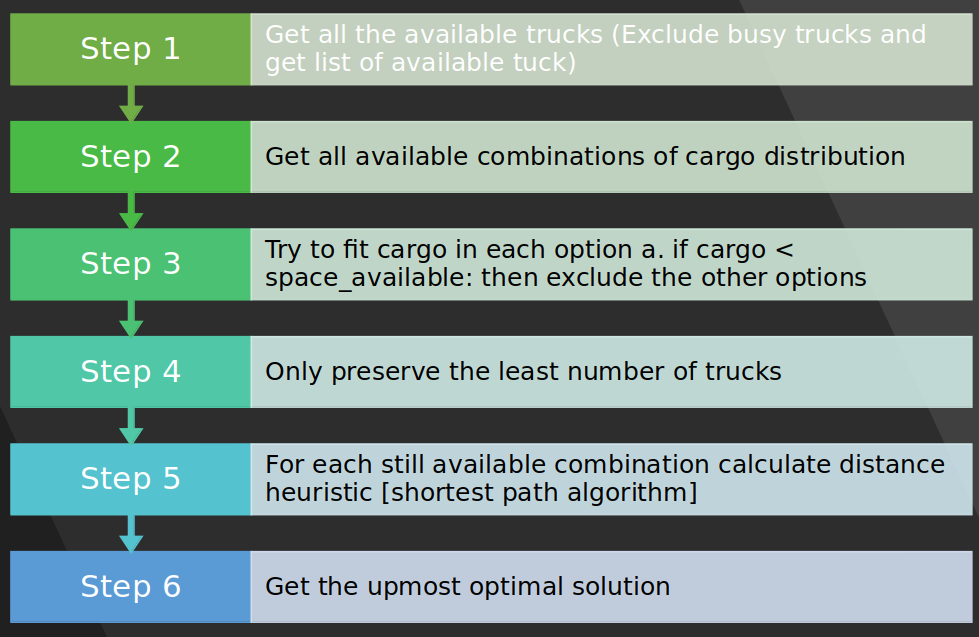 Step 1
Get all the available trucks (Exclude busy trucks and
get list of available tuck)
Step 2
Get all available combinations of cargo distribution
Step 3
Try to fit cargo in each option a. if cargo <
space_available: then exclude the other options
Step 4
Only preserve the least number of trucks
Step 5
For each still available combination calculate distance
heuristic [shortest path algorithm]
Step 6
Get the upmost optimal solution